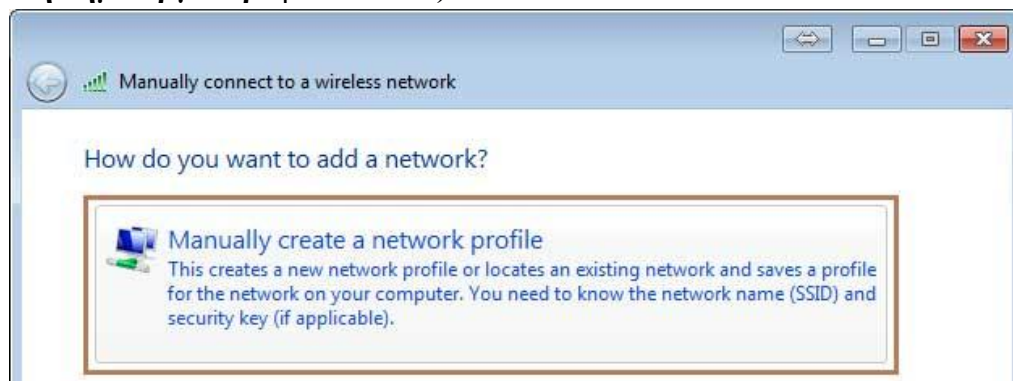 Manually connect to a wireless network
How do you want to add a network?
Manually create a network profile
This creates a new network profile or locates an existing network and saves a profile
for the network on your computer. You need to know the network name (SSID) and
security key (if applicable).